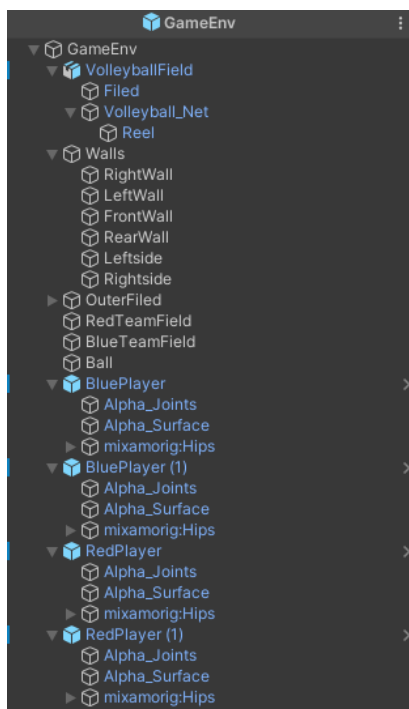 GameEnv
GameEnv
VolleyballField
Filed
Volleyball_Net
Reel
Walls
RightWall
LeftWall
FrontWall
RearWall
Leftside
Rightside
OuterFiled
RedTeamField
BlueTeamField
Ball
BluePlayer
Alpha_Joints
Alpha_Surface
mixamorig:Hips
BluePlayer (1)
Alpha_Joints
Alpha_Surface
mixamorig:Hips
RedPlayer
Alpha_Joints
Alpha_Surface
mixamorig:Hips
RedPlayer (1)
Alpha_Joints
Alpha_Surface
mixamorig:Hips